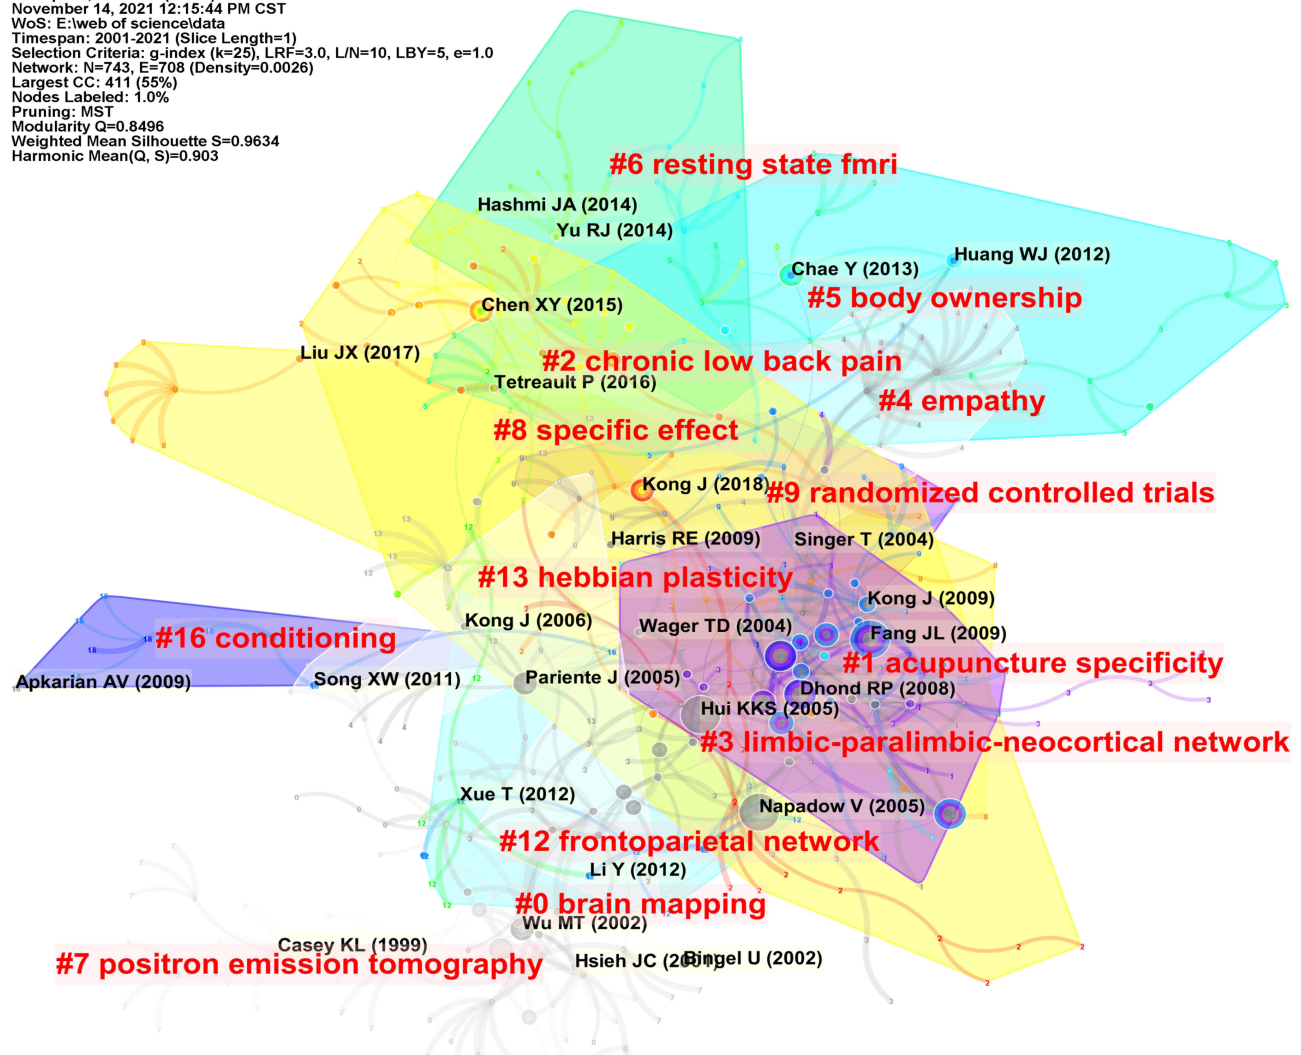 November 14, 2021 12:15:44 PM CST
WoS: E:\web of science\data
Timespan: 2001-2021 (Slice Length=1)
Selection Criteria: g-index (k=25), LRF=3.0, L/N=10, LBY=5, e=1.0
Network: N=743, E=708 (Density=0.0026)
Largest CC: 411 (55%)
Nodes Labeled: 1.0%
Pruning: MST
Modularity Q=0.8496
Weighted Mean Silhouette S=0.9634
Harmonic Mean(Q, S)=0.903
#6 resting state fmri
Hashmi JA (2014)
Yu RJ (2014)
Huang WJ (2012)
Chae Y (2013)
#5 body ownership
Chen XY (2015)
Liu JX (2017)
#2 chronic low back pain
Tetreault P (2016)
#4 empathy
#8 specific effect
Kong J (2018)
#9 randomized controlled trials
Harris RE (2009)
Singer T (2004)
#13 hebbian plasticity
Kong J (2009)
Kong J (2006)
Wager TD (2004)
Fang JL (2009)
#16 conditioning
#1 acupuncture specificity
Apkarian AV (2009)
Song XW (2011)
Pariente J (2005)
Dhond RP (2008)
Hui KKS (2005)
#3 limbic-paralimbic-neocortical network
Xue T (2012)
Napadow V (2005)
#12 frontoparietal network
Li Y (2012)
#0 brain mapping
Wu MT (2002)
Casey KL (1999)
#7 positron emission tomography
Hsieh JC (2001)
Bingel U (2002)